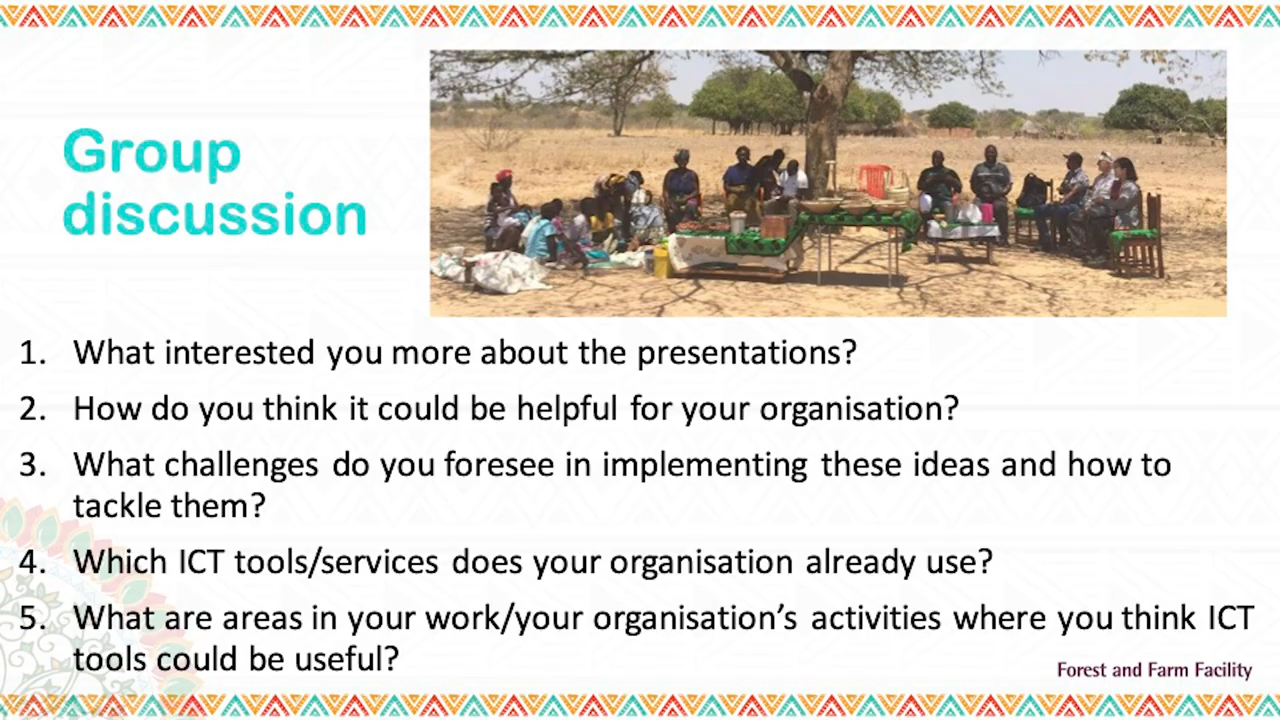 Group
discussion
1. What interested you more about the presentations?
2. How do you think it could be helpful for your organisation?
3. What challenges do you foresee in implementing these ideas and how to
tackle them?
4. Which ICT tools/services does your organisation already use?
5. What are areas in your work/your organisation’s activities where you think ICT
tools could be useful?
Forest and Farm Facility